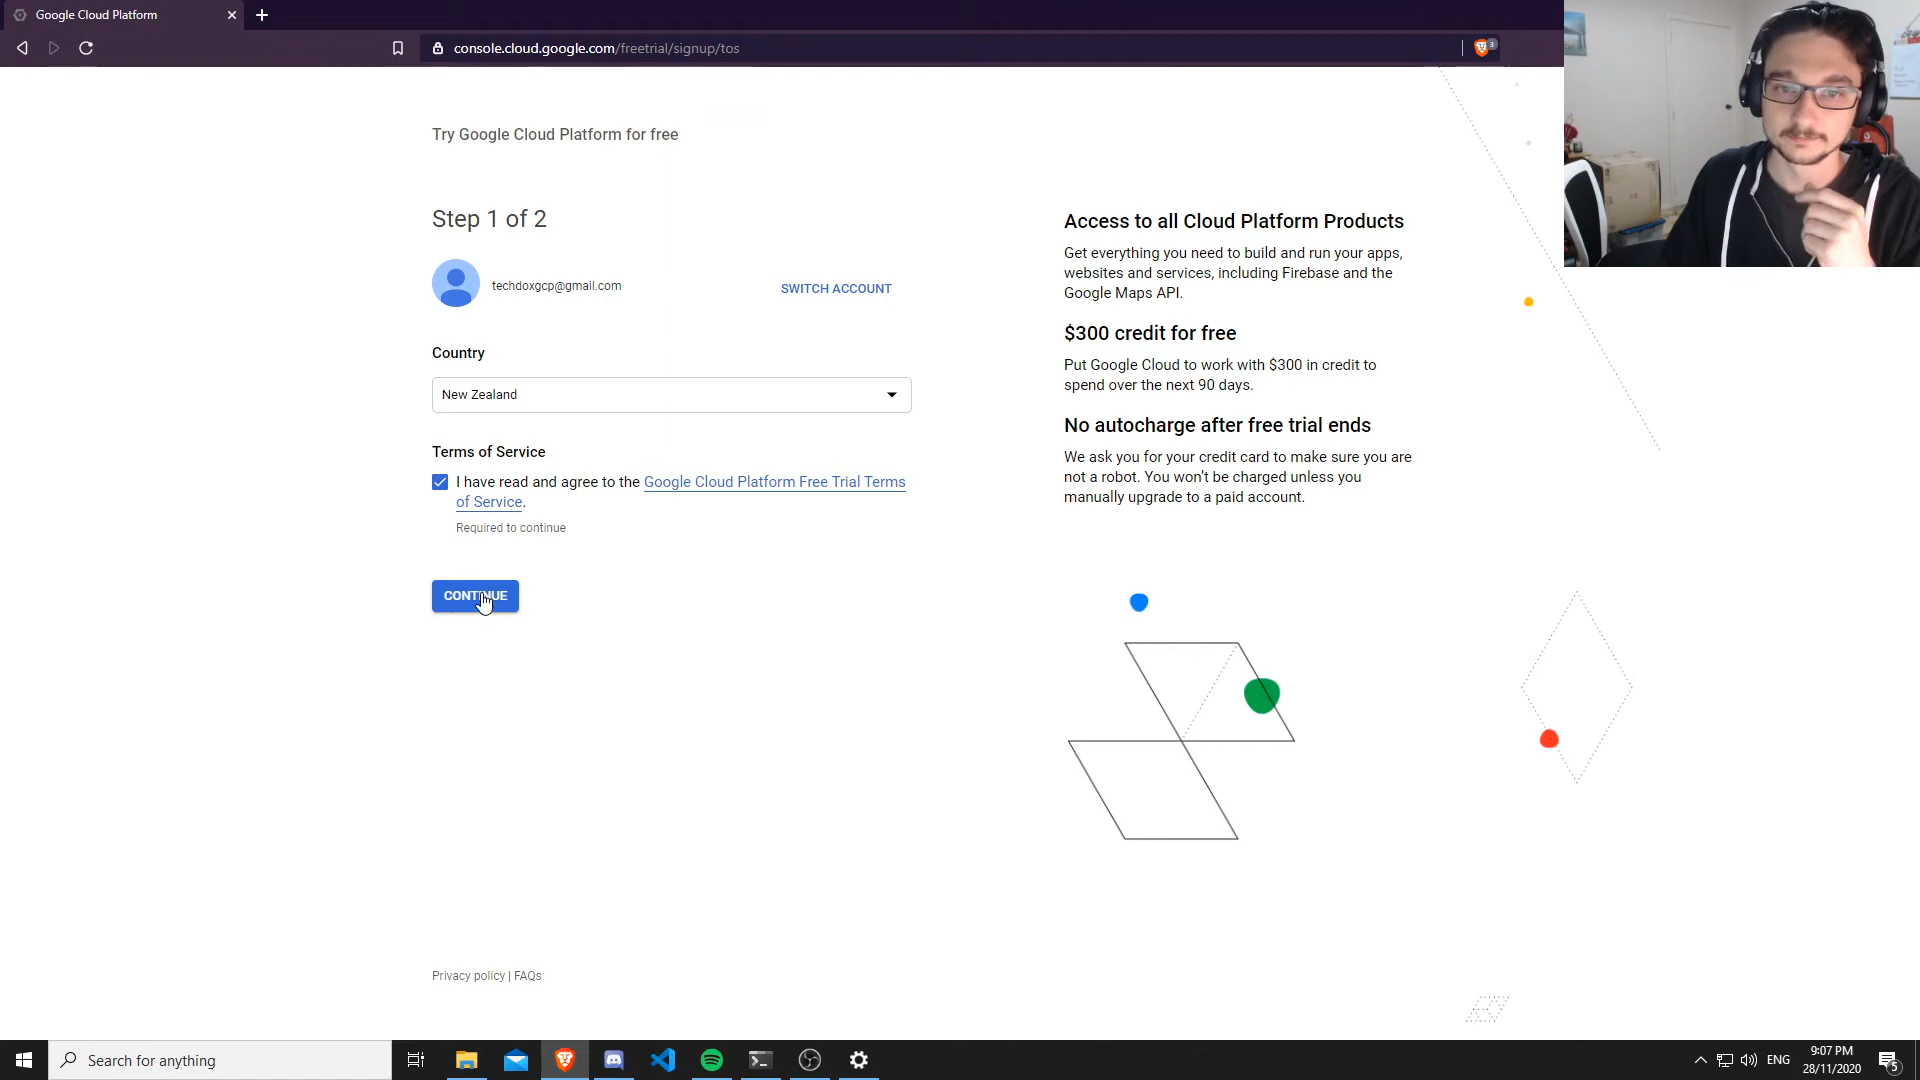 Google Cloud Platform
console.cloud.google.com/freetrial/signup/tos
3
Try Google Cloud Platform for free
Step 1 of 2
techdoxgcp@gmail.com
SWITCH ACCOUNT
Country
New Zealand
Terms of Service
I have read and agree to the Google Cloud Platform Free Trial Terms
of Service.
Required to continue
CONTINUE
Access to all Cloud Platform Products
Get everything you need to build and run your apps,
websites and services, including Firebase and the
Google Maps API.
$300 credit for free
Put Google Cloud to work with $300 in credit to
spend over the next 90 days.
No autocharge after free trial ends
We ask you for your credit card to make sure you are
not a robot. You won't be charged unless you
manually upgrade to a paid account.
Privacy policy | FAQs
Search for anything
ENG
9:07 PM
28/11/2020
5